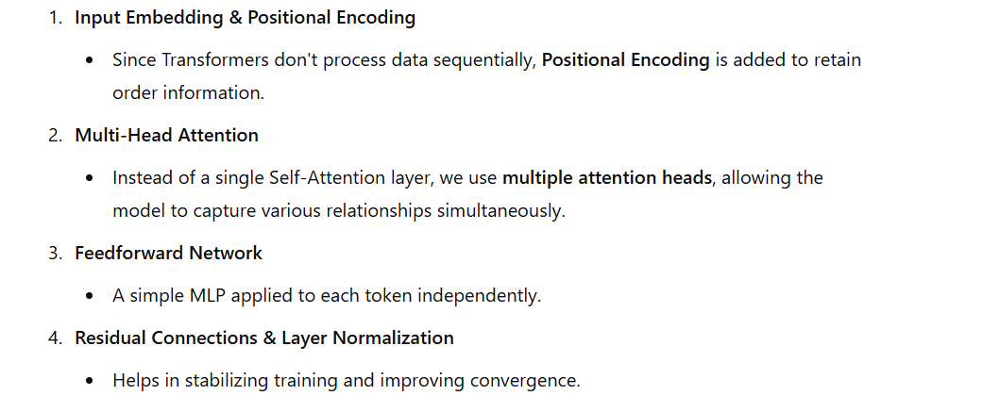 1. Input Embedding & Positional Encoding
• Since Transformers don't process data sequentially, Positional Encoding is added to retain
order information.
2. Multi-Head Attention
• Instead of a single Self-Attention layer, we use multiple attention heads, allowing the
model to capture various relationships simultaneously.
3. Feedforward Network
• A simple MLP applied to each token independently.
4. Residual Connections & Layer Normalization
• Helps in stabilizing training and improving convergence.